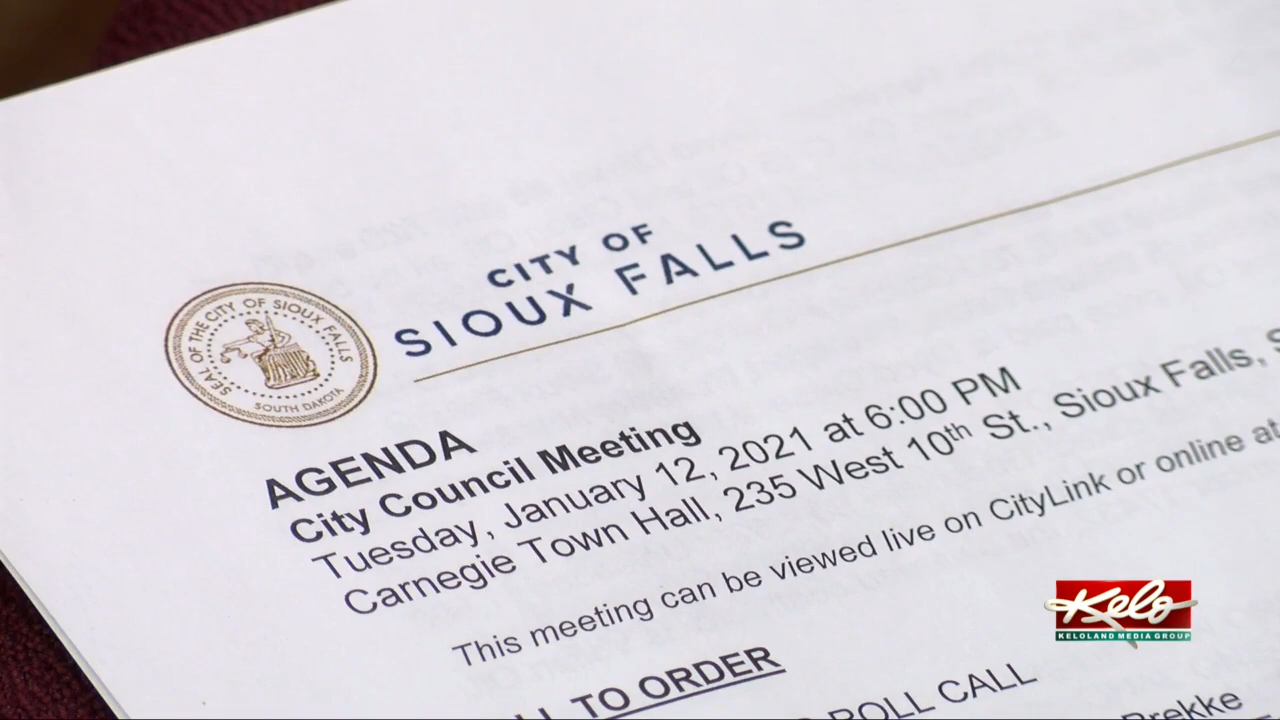 CITY OF
SIOUX FALLS
SEAL OF THE CITY OF SIOUX FALLS
SOUTH DAKOTA
AGENDA
City Council Meeting
Tuesday, January 12, 2021 at 6:00 PM
Carnegie Town Hall, 235 West 10th St., Sioux Falls, S
This meeting can be viewed live on CityLink or online at
TO ORDER
ROLL CALL
Brekke
Kelo
KELOLAND MEDIA GROUP